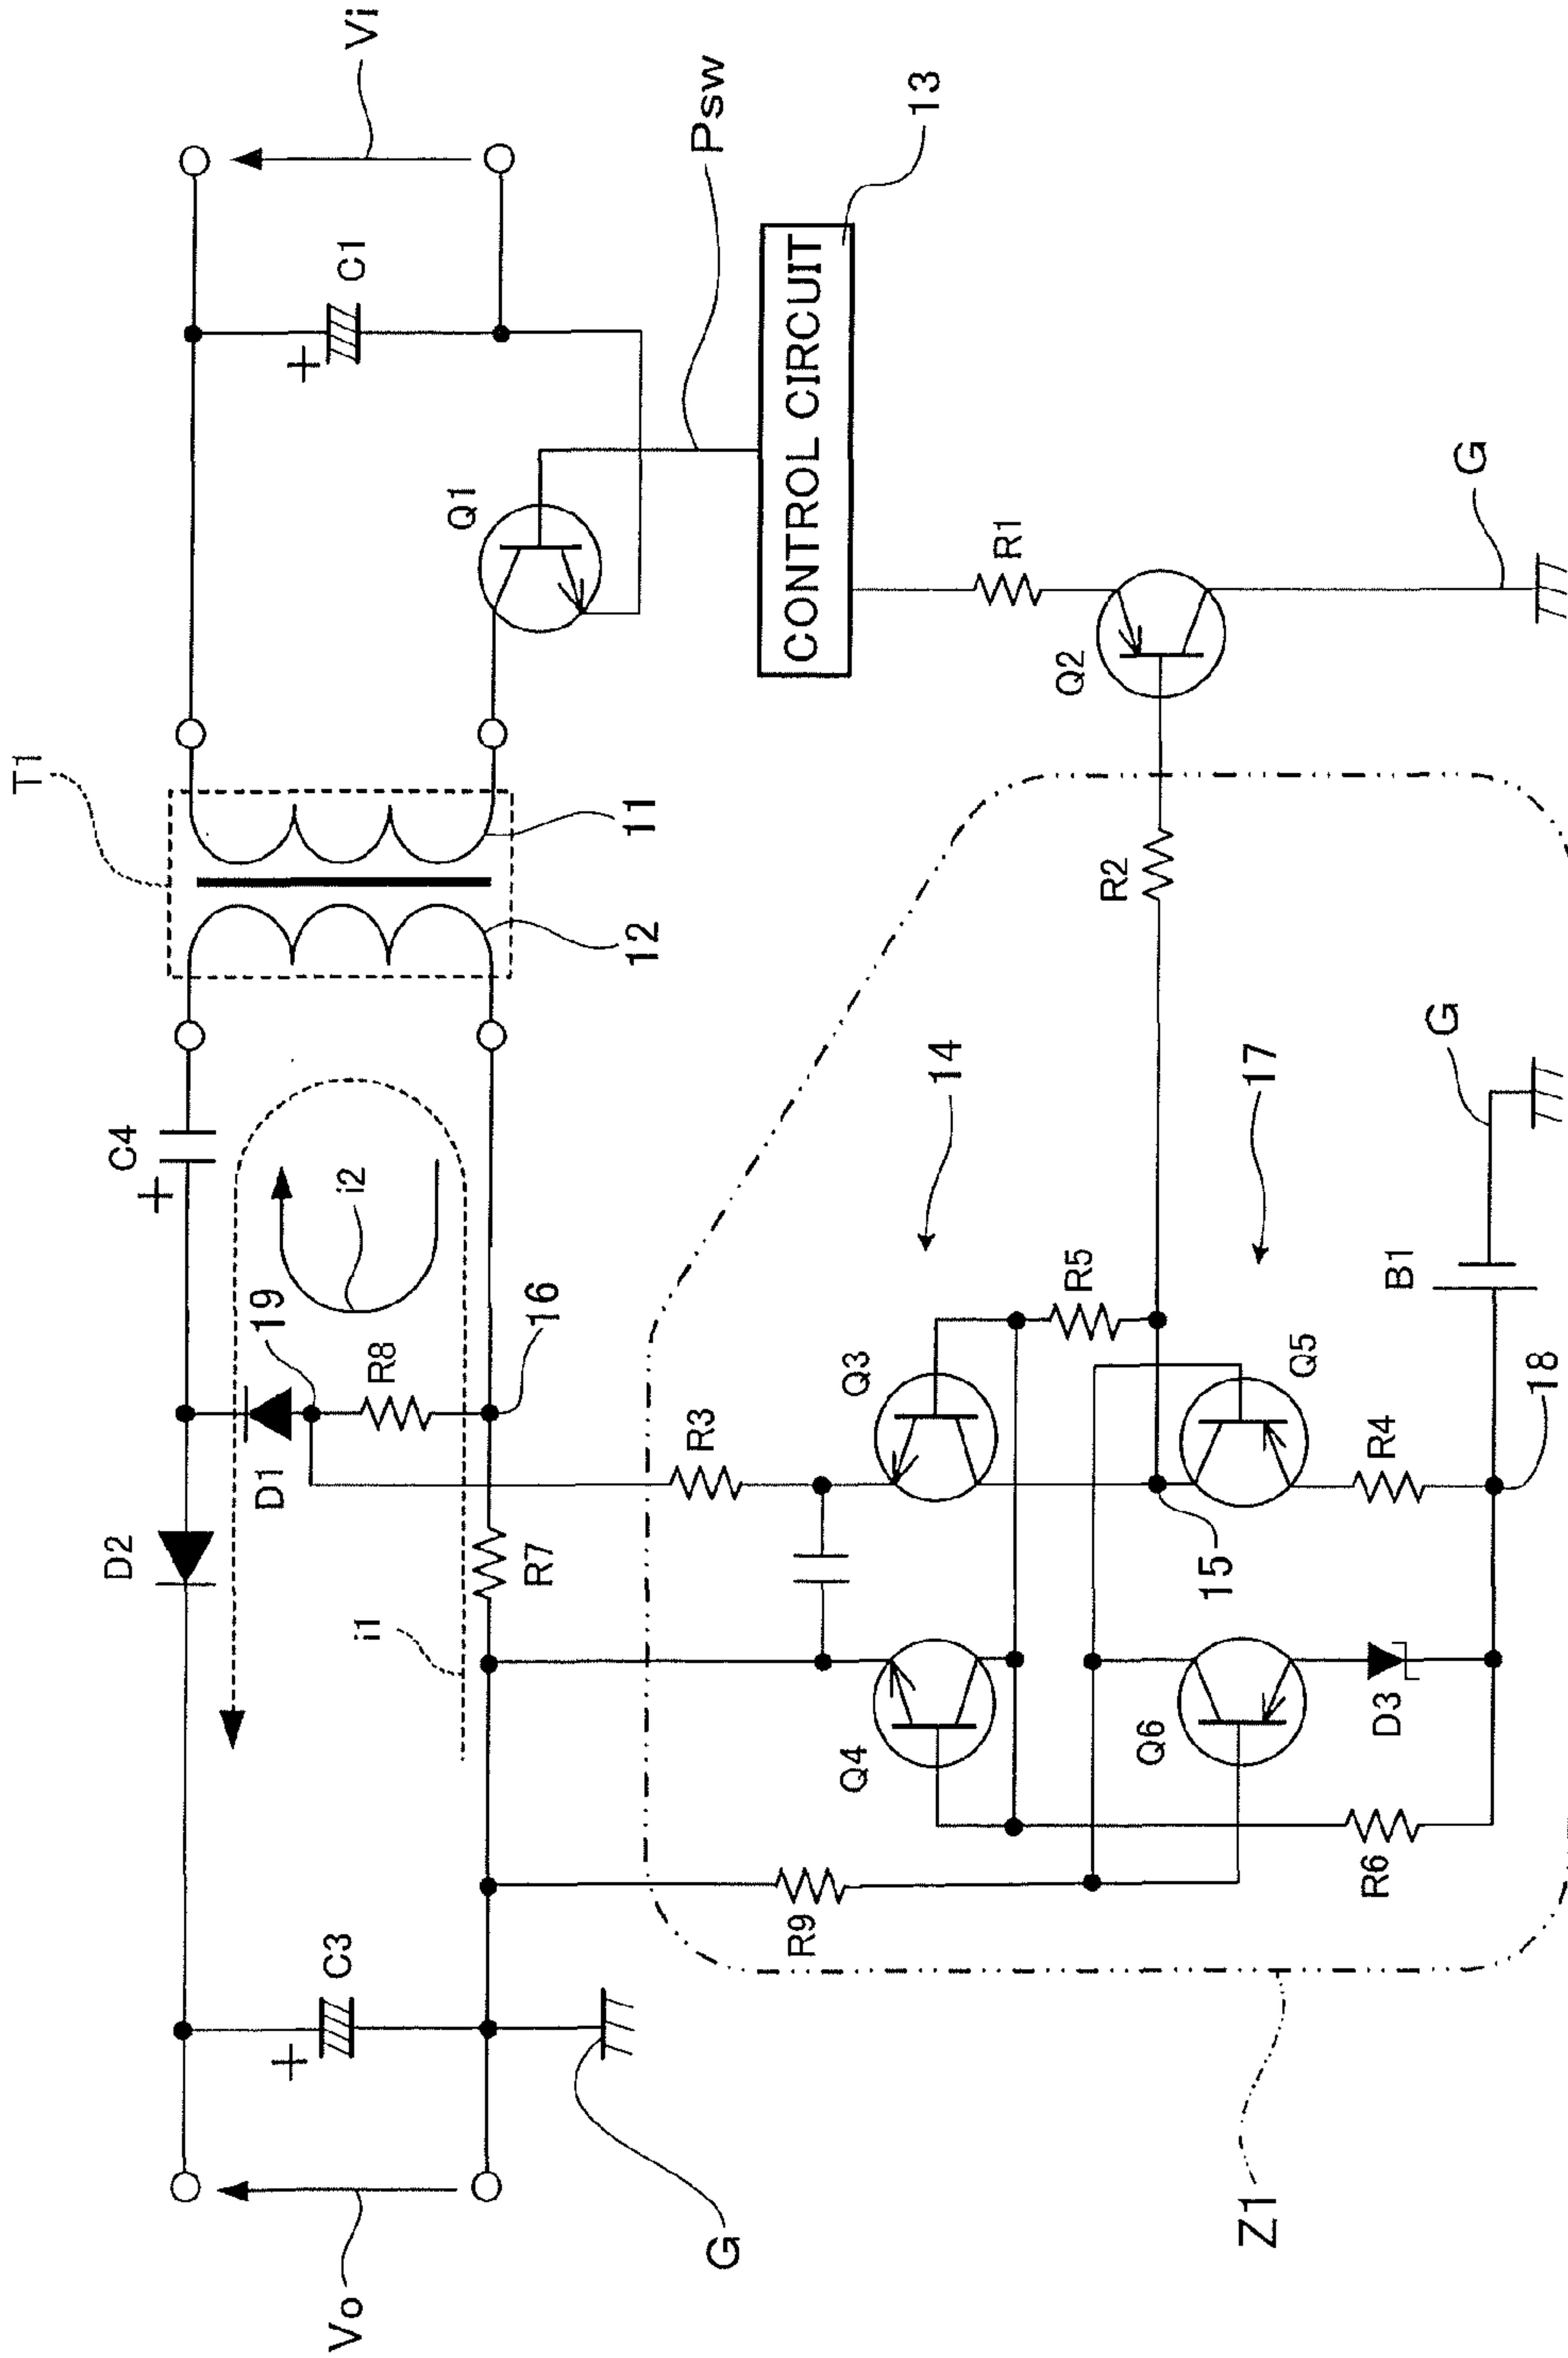 Vi
C1
+
Psw
13
CONTROL CIRCUIT
Q1
G
R1
Q2
T1
11
12
R2
C4
+
i2
19
R8
16
14
17
G
R5
B1
Q3
Q5
D1
R3
R4
18
D2
R7
15
i1
Q4
Q6
D3
R6
R9
C3
+
Vo
G
Z1